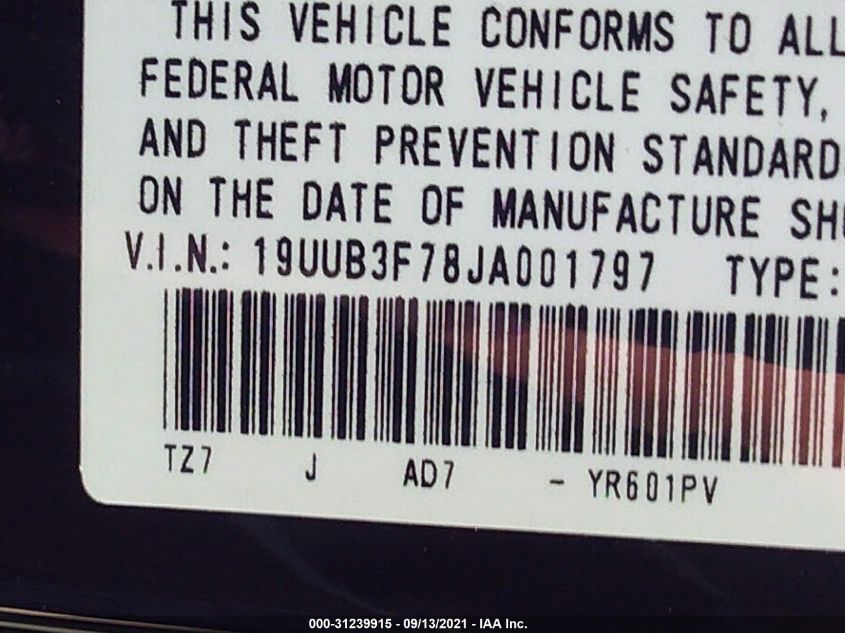 THIS VEHICLE CONFORMS TO ALL
FEDERAL MOTOR VEHICLE SAFETY,
AND THEFT PREVENTION STANDARD
ON THE DATE OF MANUFACTURE SH
V.I.N.: 19UUB3F78JA001797 TYPE:
TZ7 J AD7 - YR601PV
000-31239915 - 09/13/2021 - IAA Inc.